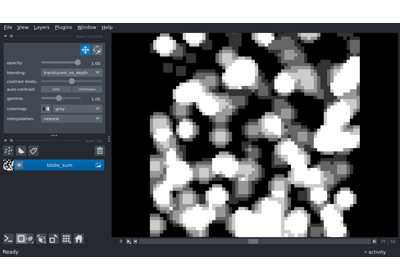 File View Layers Plugins Window Help
opacity: 1.00
blending: translucent_no_depth
contrast limits:
auto-contrast: once continuous
gamma: 1.00
colormap: gray
interpolation: nearest
blobs_sum
Ready
activity